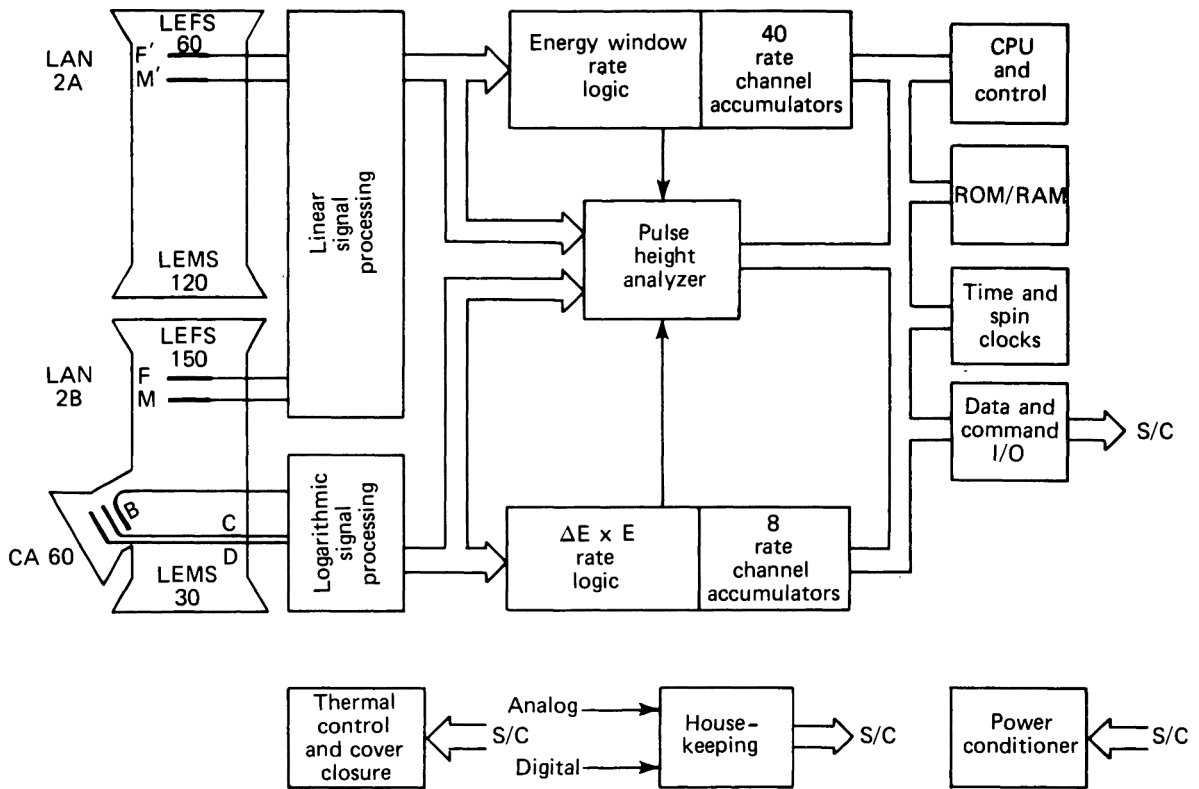 LAN
2A
LEFS
60
F′
M′
LEMS
120
LAN
2B
LEFS
150
F
M
B
C
D
CA 60
LEMS
30
Linear
signal
processing
Logarithmic
signal
processing
Energy window
rate
logic
40
rate
channel
accumulators
Pulse
height
analyzer
ΔE x E
rate
logic
8
rate
channel
accumulators
CPU
and
control
ROM/RAM
Time and
spin
clocks
Data and
command
I/O
S/C
Thermal
control
and cover
closure
S/C
Analog
Digital
House-
keeping
S/C
Power
conditioner
S/C